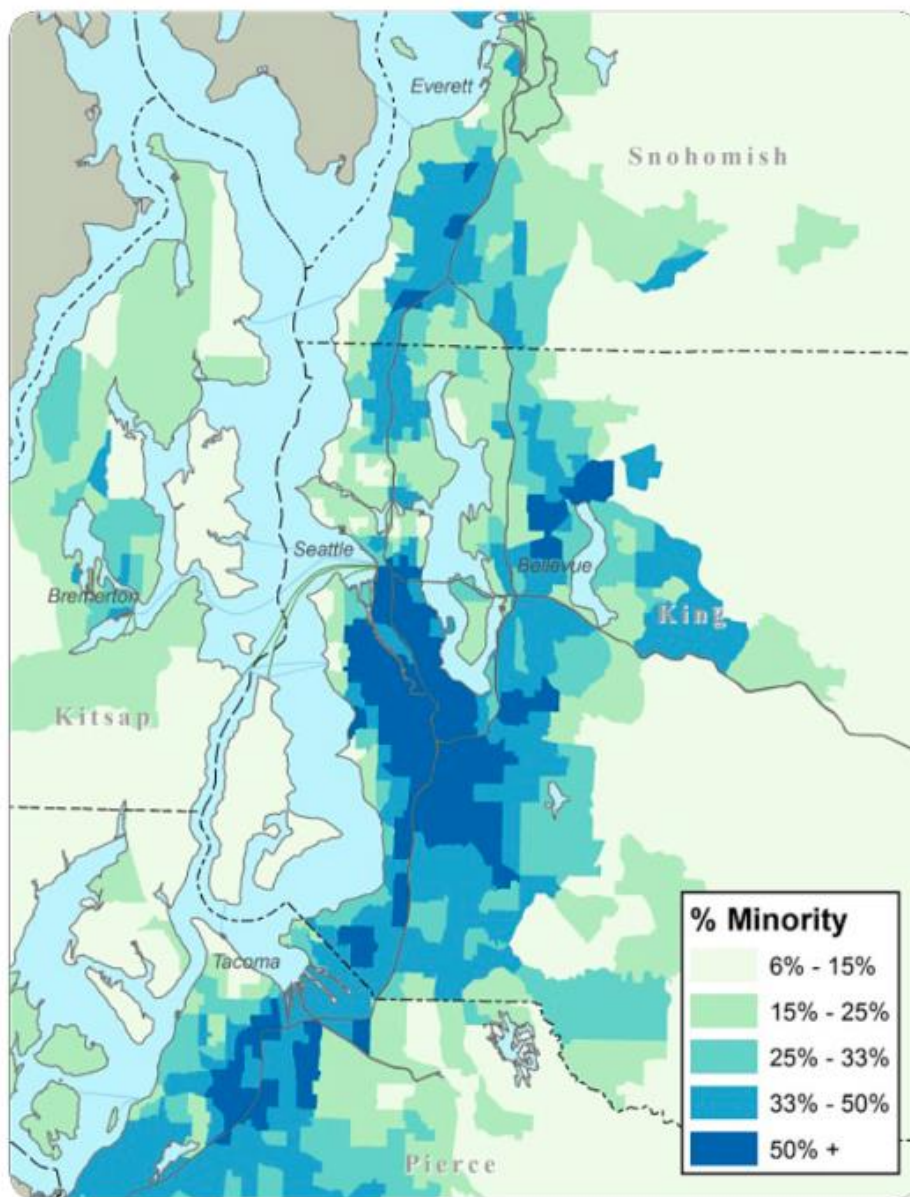 Everett
Snohomish
Seattle
Bellevue
Bremerton
King
Kitsap
Tacoma
Pierce
% Minority
6% - 15%
15% - 25%
25% - 33%
33% - 50%
50% +